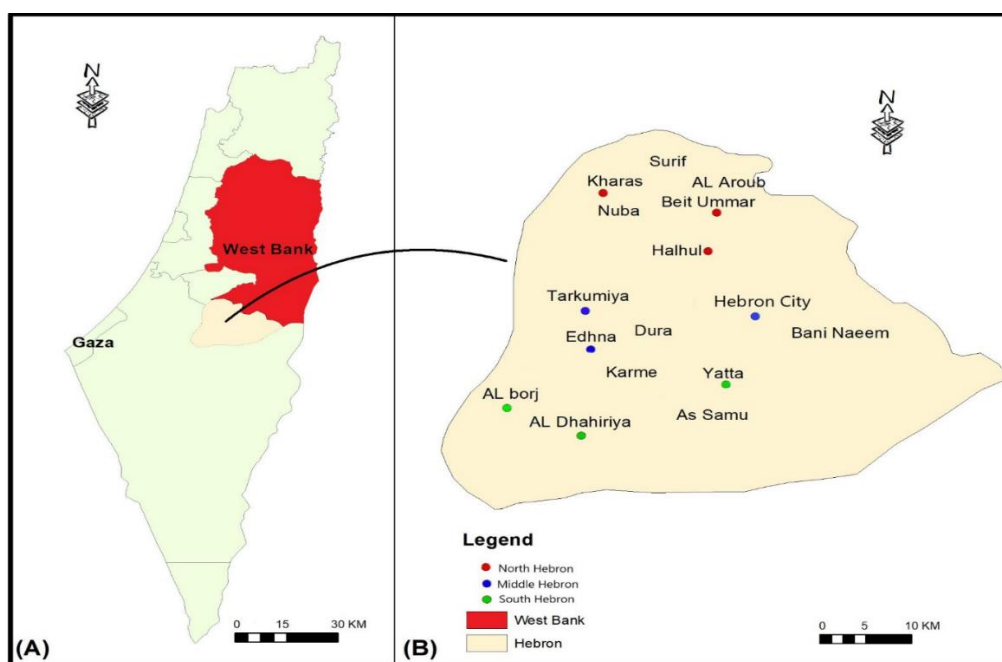 N
West Bank
Gaza
0 15 30 KM
(A)
N
Surif
Kharas
AL Aroub
Nuba
Beit Ummar
Halhul
Tarkumiya
Hebron City
Edhna
Dura
Bani Naeem
Karme
Yatta
AL borj
As Samu
AL Dhahiriya
Legend
North Hebron
Middle Hebron
South Hebron
West Bank
Hebron
0 5 10 KM
(B)